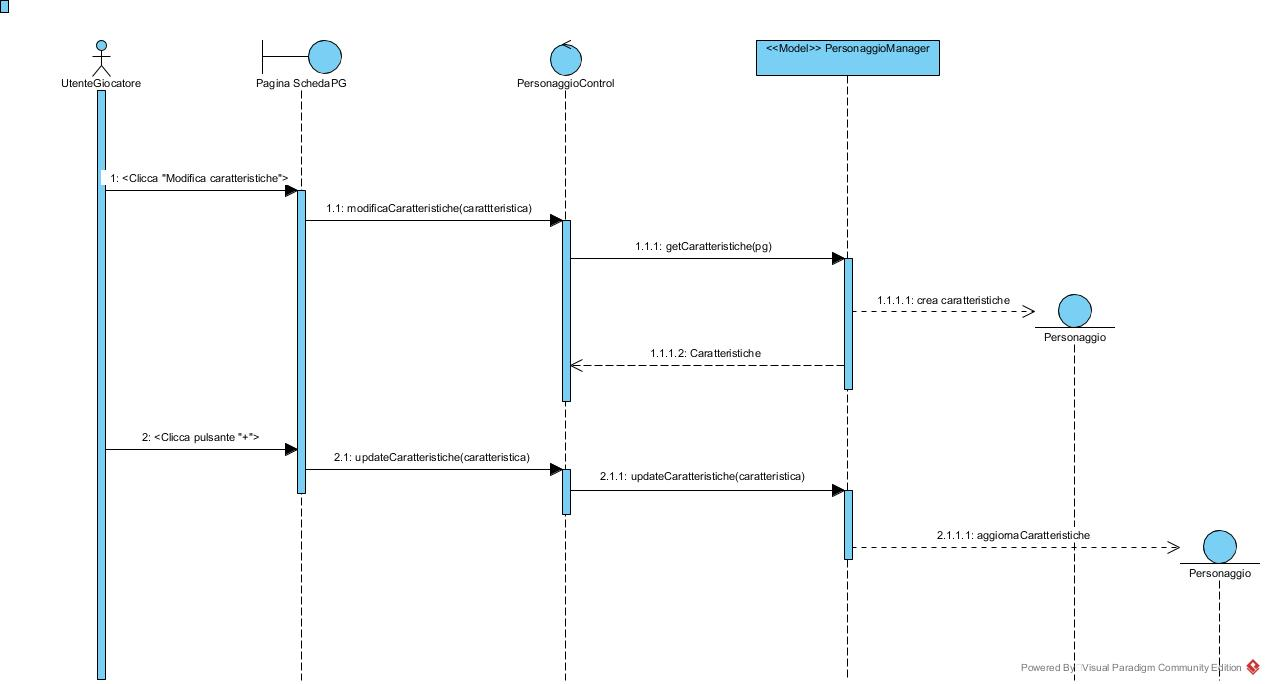 UtenteGiocatore
Pagina SchedaPG
PersonaggioControl
<<Model>> PersonaggioManager
1: <Clicca "Modifica caratteristiche">
1.1: modificaCaratteristiche(carattteristica)
1.1.1: getCaratteristiche(pg)
1.1.1.1: crea caratteristiche
Personaggio
1.1.1.2: Caratteristiche
2: <Clicca pulsante "+">
2.1: updateCaratteristiche(caratteristica)
2.1.1: updateCaratteristiche(caratteristica)
2.1.1.1: aggiornaCaratteristiche
Personaggio
Powered By Visual Paradigm Community Edition